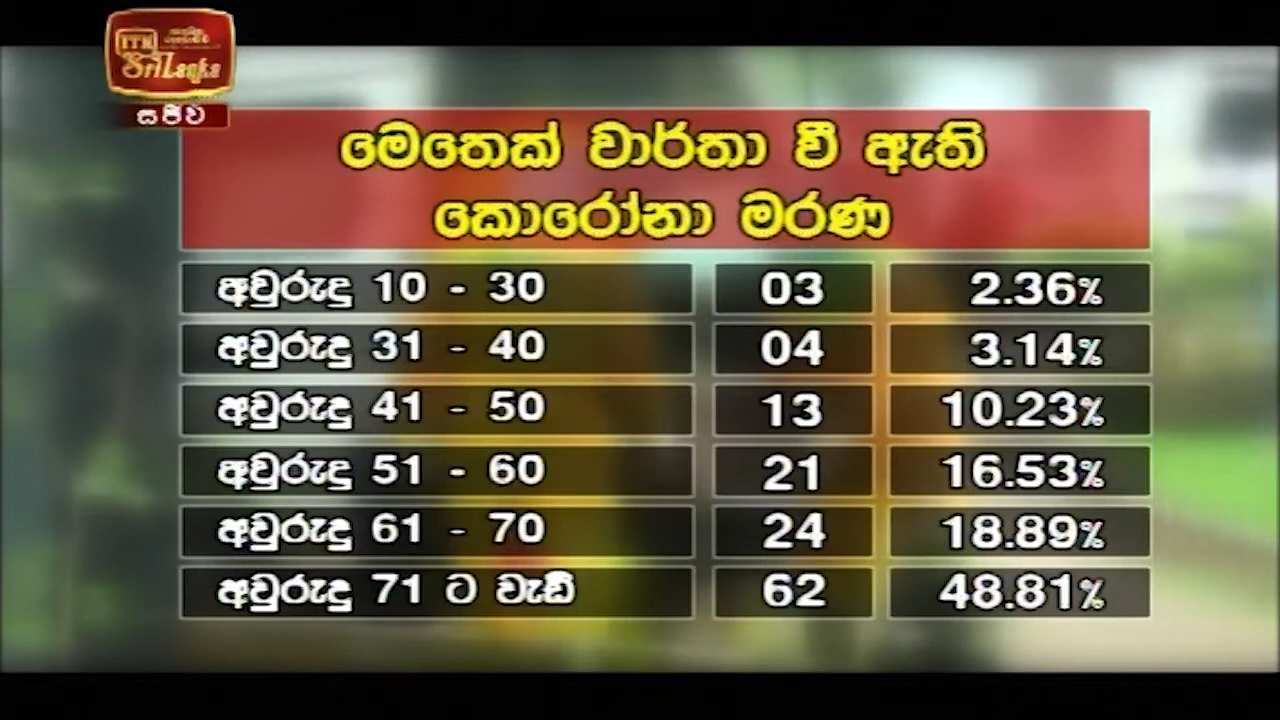 ITN
Sri Lanka
සජීවී
මෙතෙක් වාර්තා වී ඇති
කොරෝනා මරණ
අවුරුදු 10 - 30 03 2.36%
අවුරුදු 31 - 40 04 3.14%
අවුරුදු 41 - 50 13 10.23%
අවුරුදු 51 - 60 21 16.53%
අවුරුදු 61 - 70 24 18.89%
අවුරුදු 71 ට වැඩි 62 48.81%